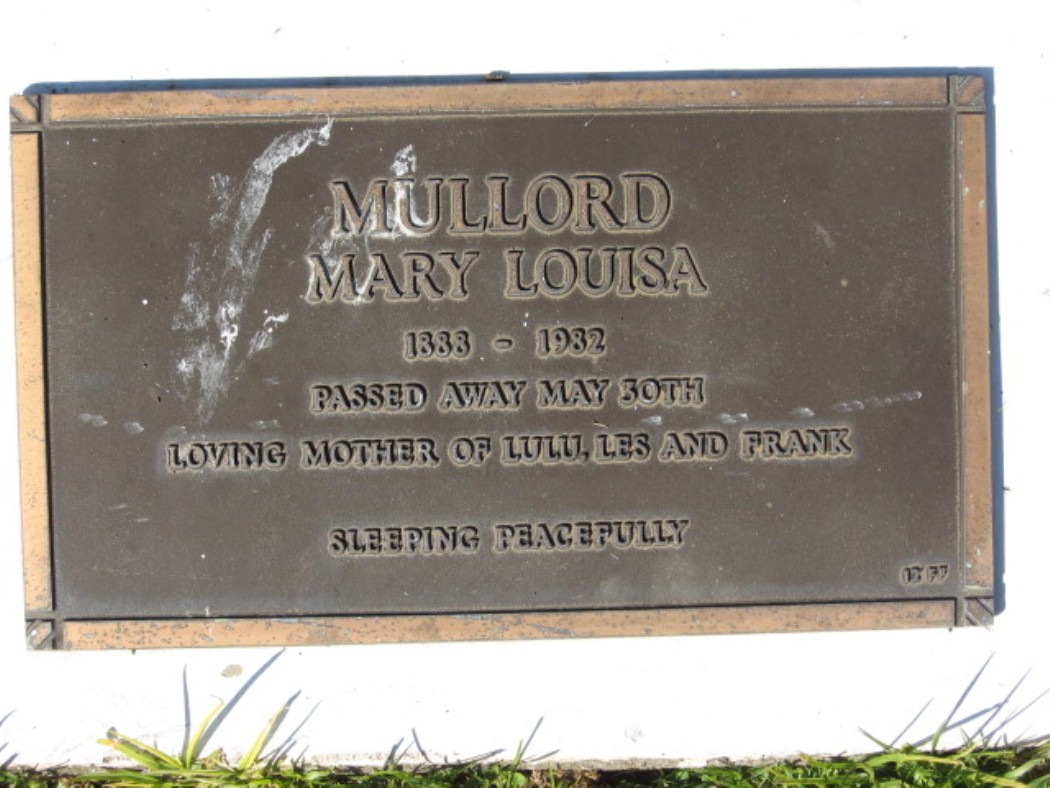 MULLORD
MARY LOUISA
1888 - 1982
PASSED AWAY MAY 30TH
LOVING MOTHER OF LULU, LES AND FRANK
SLEEPING PEACEFULLY